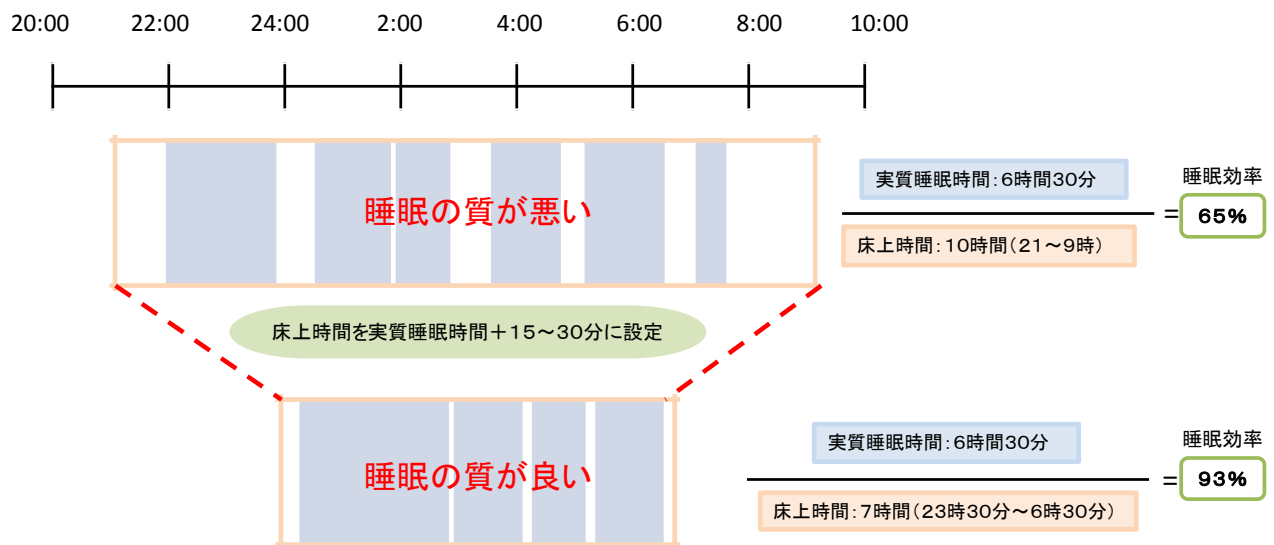 20:00 22:00 24:00 2:00 4:00 6:00 8:00 10:00
睡眠の質が悪い
実質睡眠時間：6時間30分
床上時間：10時間(21～9時)
=
睡眠効率
65%
床上時間を実質睡眠時間＋15～30分に設定
睡眠の質が良い
実質睡眠時間：6時間30分
床上時間：7時間(23時30分～6時30分)
=
睡眠効率
93%